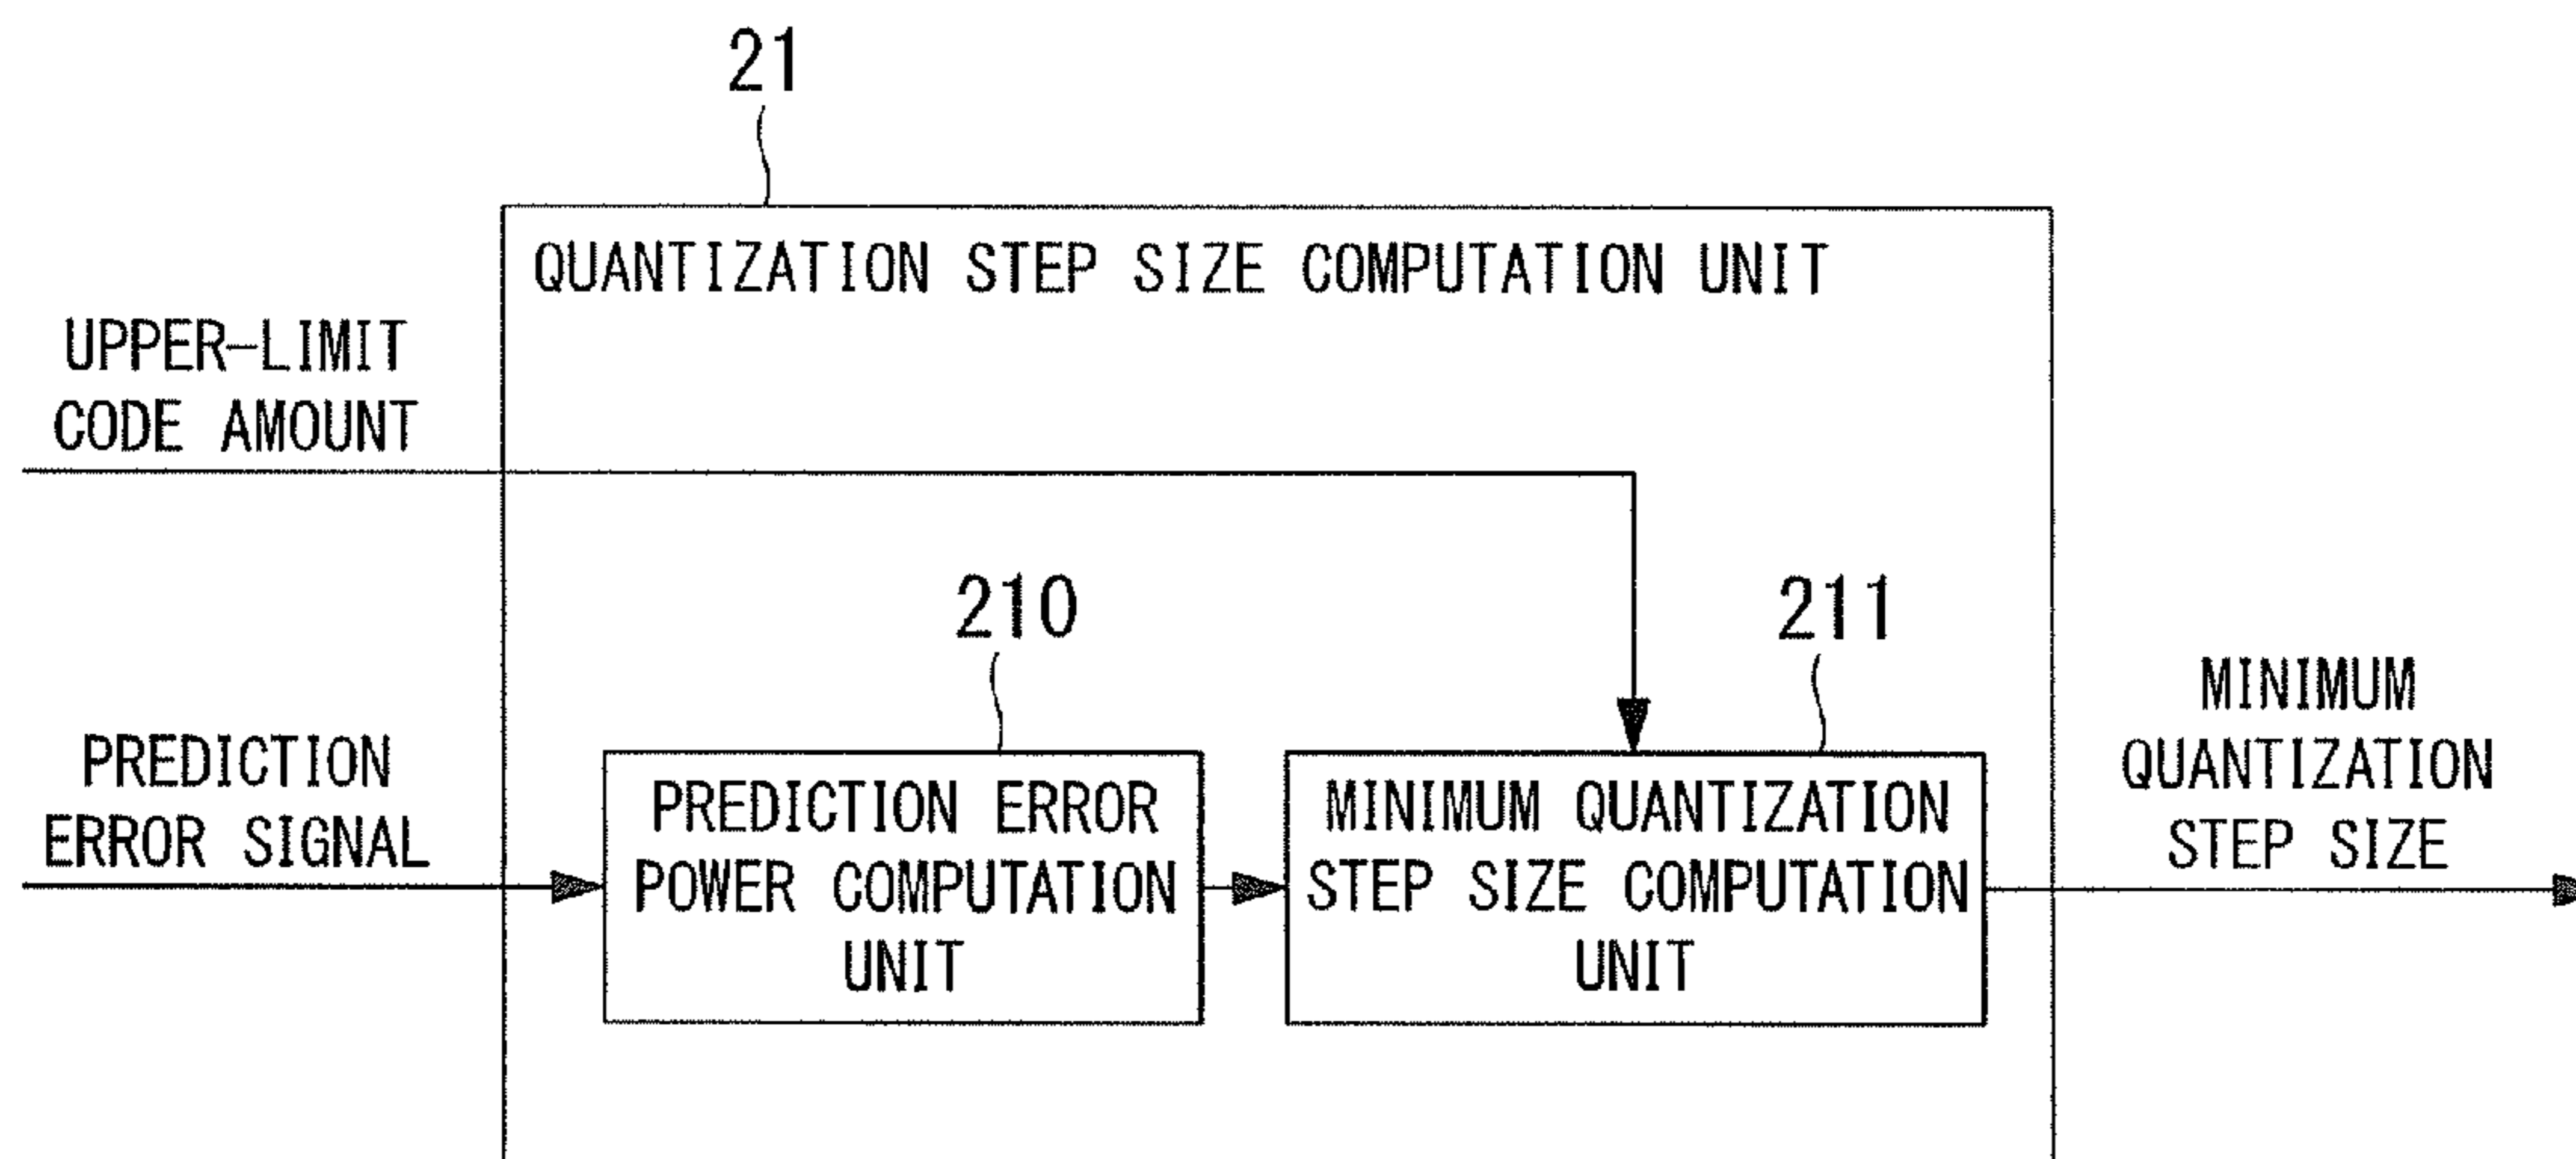 21
QUANTIZATION STEP SIZE COMPUTATION UNIT
UPPER-LIMIT
CODE AMOUNT
210
211
PREDICTION
ERROR SIGNAL
PREDICTION ERROR
POWER COMPUTATION
UNIT
MINIMUM QUANTIZATION
STEP SIZE COMPUTATION
UNIT
MINIMUM
QUANTIZATION
STEP SIZE